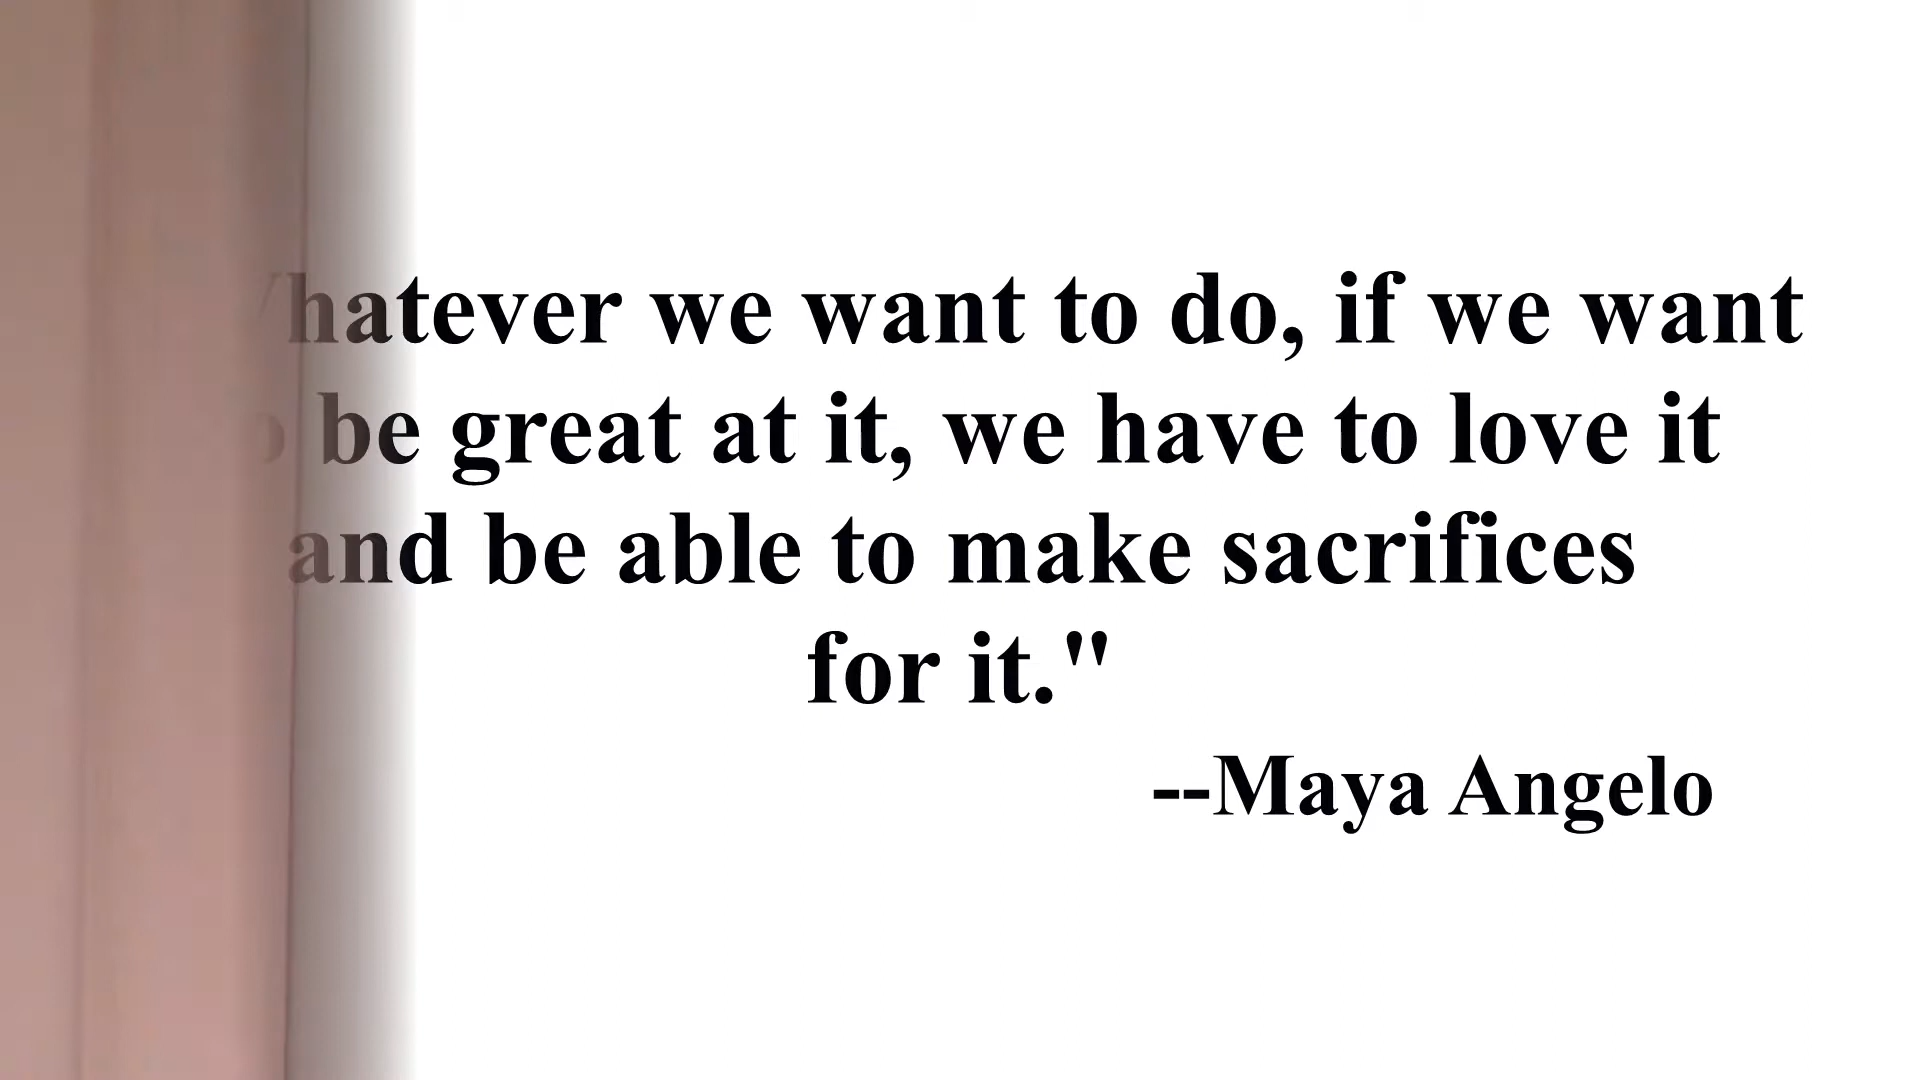 Whatever we want to do, if we want
be great at it, we have to love it
and be able to make sacrifices
for it."
--Maya Angelo